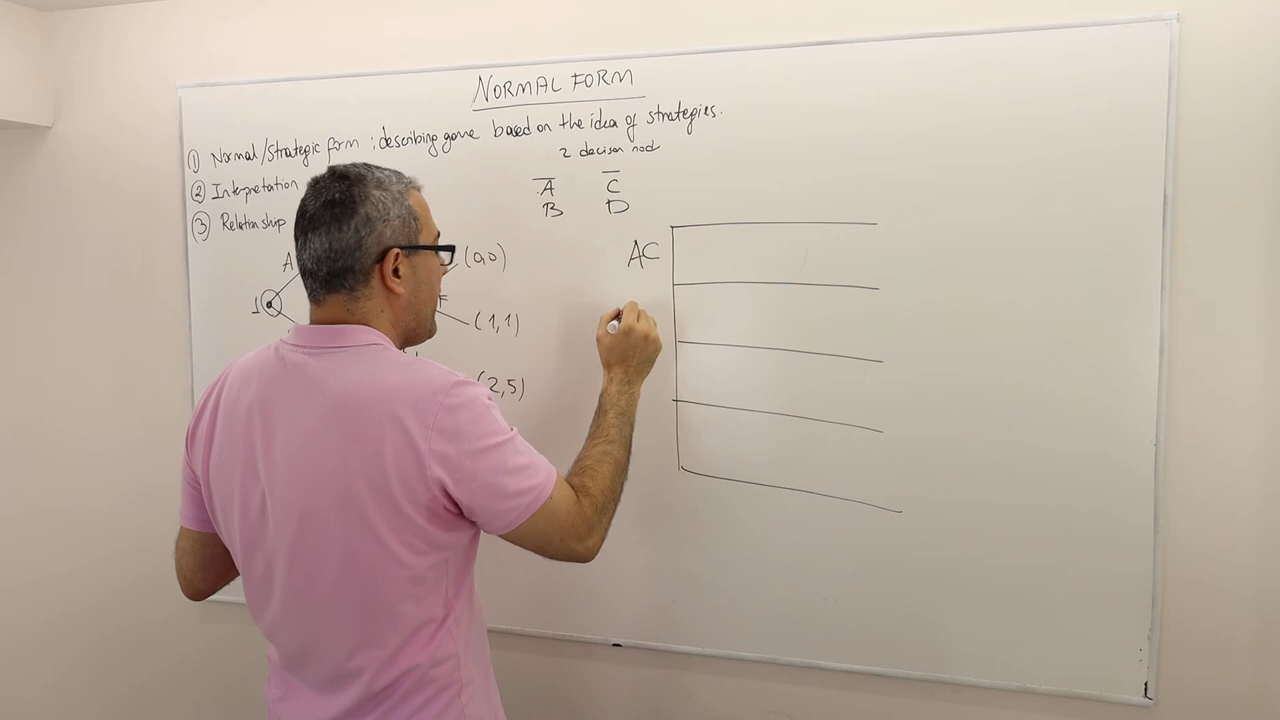 NORMAL FORM
① Normal/Strategic form : describing game based on the idea of strategies.
2 decison nod
② Interpretation
A C
B D
③ Relationship
A
(0,0)
AC
1
F
(1,1)
(2,5)